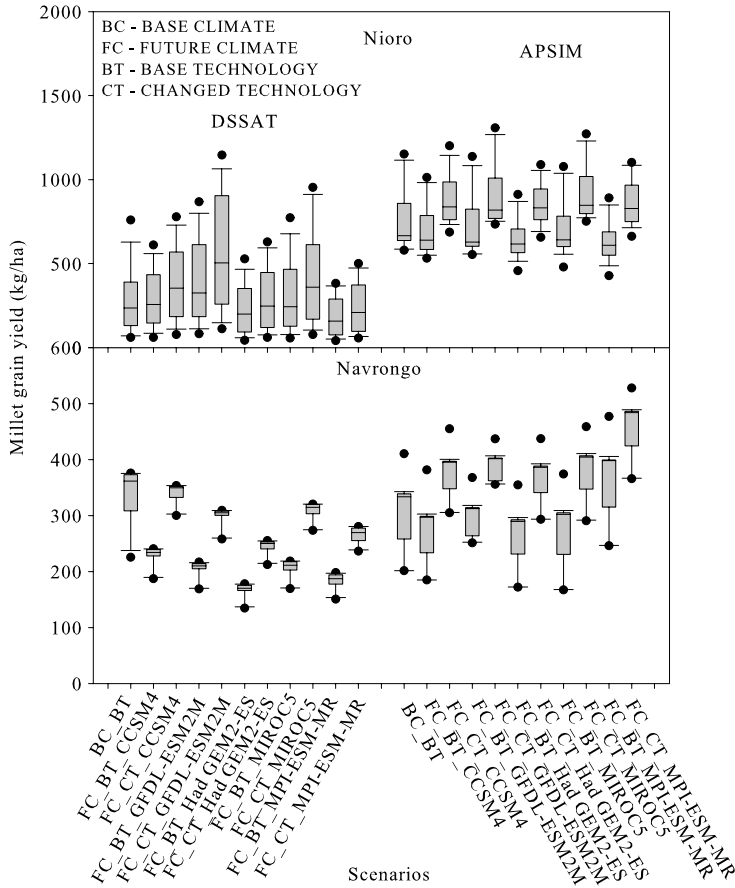 2000
BC - BASE CLIMATE
FC - FUTURE CLIMATE
BT - BASE TECHNOLOGY
CT - CHANGED TECHNOLOGY
Nioro
APSIM
DSSAT
1500
1000
500
600
Millet grain yield (kg/ha)
Navrongo
500
400
300
200
100
0
BC_BT
FC_BT_CCSM4
FC_CT_CCSM4
FC_BT_GFDL-ESM2M
FC_CT_GFDL-ESM2M
FC_BT_Had GEM2-ES
FC_CT_Had GEM2-ES
FC_BT_MIROC5
FC_CT_MIROC5
FC_BT_MPI-ESM-MR
FC_CT_MPI-ESM-MR
BC_BT
FC_BT_CCSM4
FC_CT_CCSM4
FC_BT_GFDL-ESM2M
FC_CT_GFDL-ESM2M
FC_BT_Had GEM2-ES
FC_CT_Had GEM2-ES
FC_BT_MIROC5
FC_CT_MIROC5
FC_BT_MPI-ESM-MR
FC_CT_MPI-ESM-MR
Scenarios